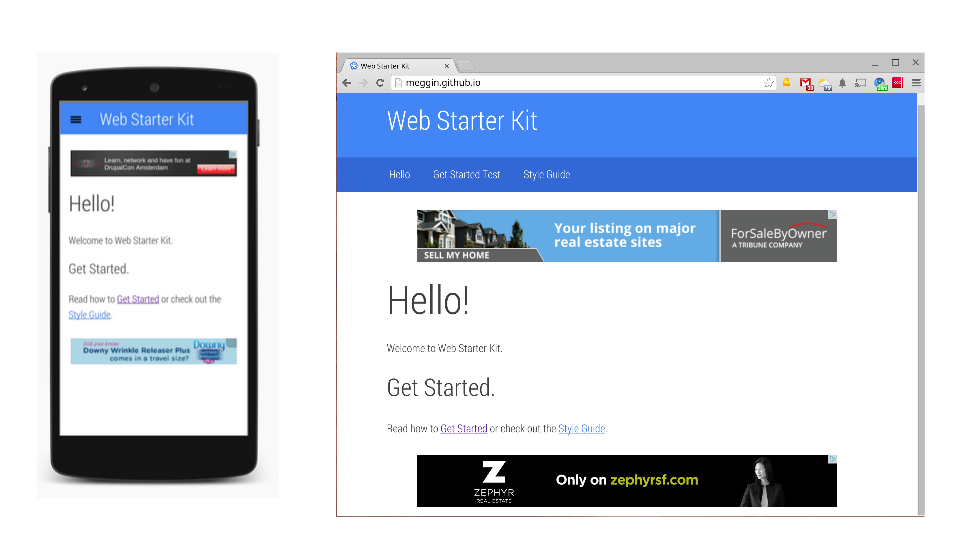 Web Starter Kit
Learn, network and have fun at
DrupalCon Amsterdam
Learn More
Hello!
Welcome to Web Starter Kit.
Get Started.
Read how to Get Started or check out the
Style Guide.
Did you know
Downy Wrinkle Releaser Plus
comes in a travel size?
Downy
Web Starter Kit
meggin.github.io
Web Starter Kit
Hello Get Started Test Style Guide
SELL MY HOME
Your listing on major
real estate sites
ForSaleByOwner
A TRIBUNE COMPANY
Hello!
Welcome to Web Starter Kit.
Get Started.
Read how to Get Started or check out the Style Guide.
Z
ZEPHYR
REAL ESTATE
Only on zephyrsf.com